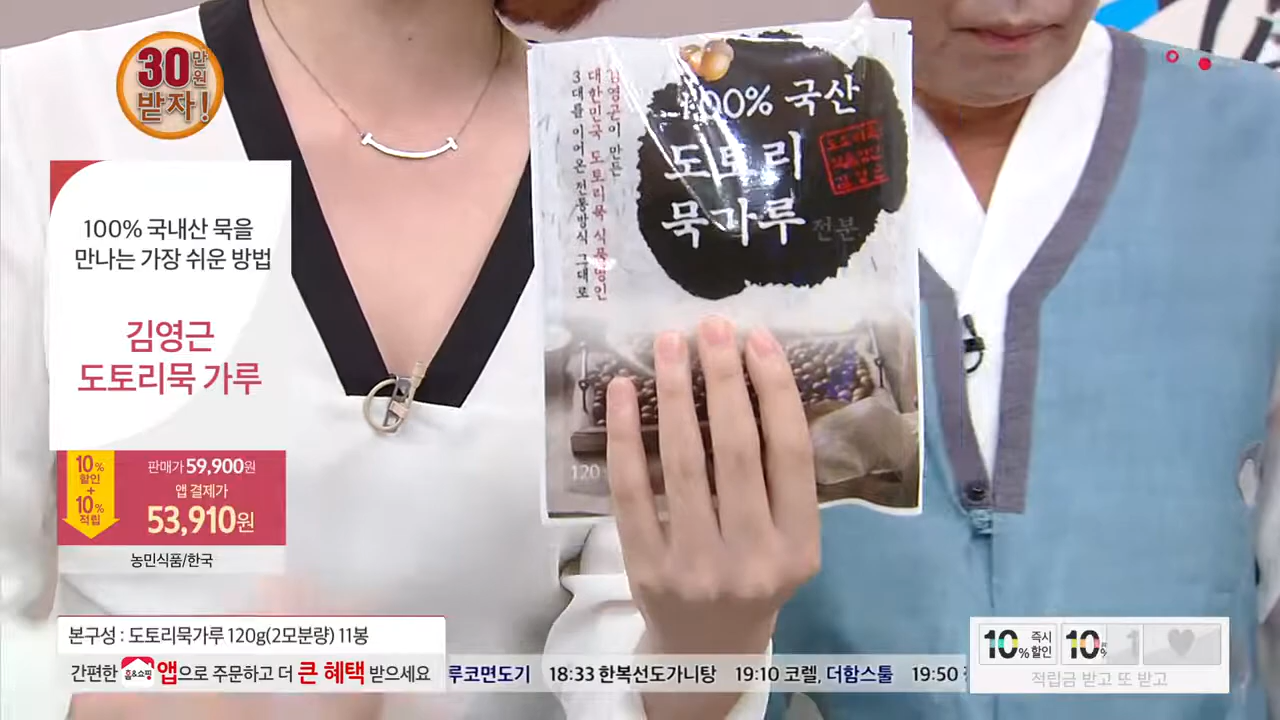 30만원
받자!
100% 국내산 묵을
만나는 가장 쉬운 방법
김영근
도토리묵 가루
10%
할인
+
10%
적립
판매가 59,900원
앱 결제가
53,910원
농민식품/한국
김영근이 만든
대한민국 도토리묵 식품명인
3대를 이어온 전통방식 그대로
100% 국산
도토리
묵가루 전분
120
본구성 : 도토리묵가루 120g(2모분량) 11봉
간편한 홈&쇼핑 앱으로 주문하고 더 큰 혜택 받으세요
루코면도기 18:33 한복선도가니탕 19:10 코렐, 더함스툴 19:50
10% 즉시할인 10%
적립금 받고 또 받고